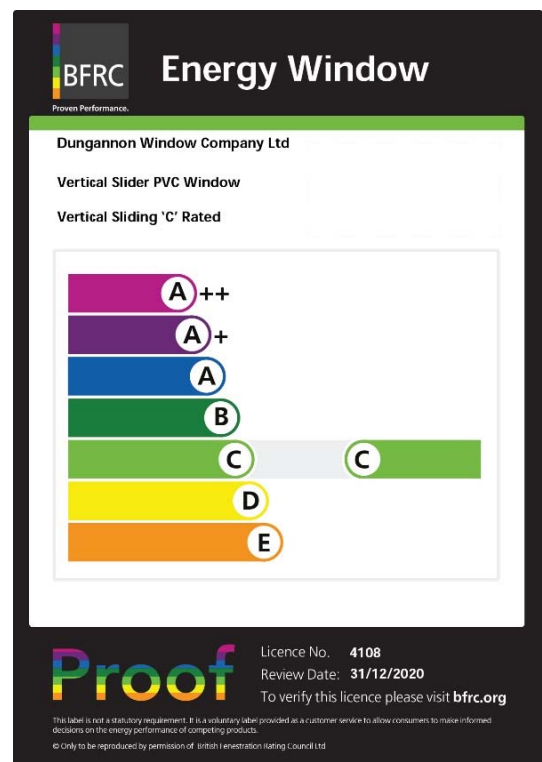 BFRC
Proven Performance.
Energy Window
Dungannon Window Company Ltd
Vertical Slider PVC Window
Vertical Sliding ‘C’ Rated
A++
A+
A
B
C C
D
E
Proof
Licence No. 4108
Review Date: 31/12/2020
To verify this licence please visit bfrc.org
This label is not a statutory requirement. It is a voluntary label provided as a customer service to allow consumers to make informed
decisions on the energy performance of competing products.
© Only to be reproduced by permission of British Fenestration Rating Council Ltd